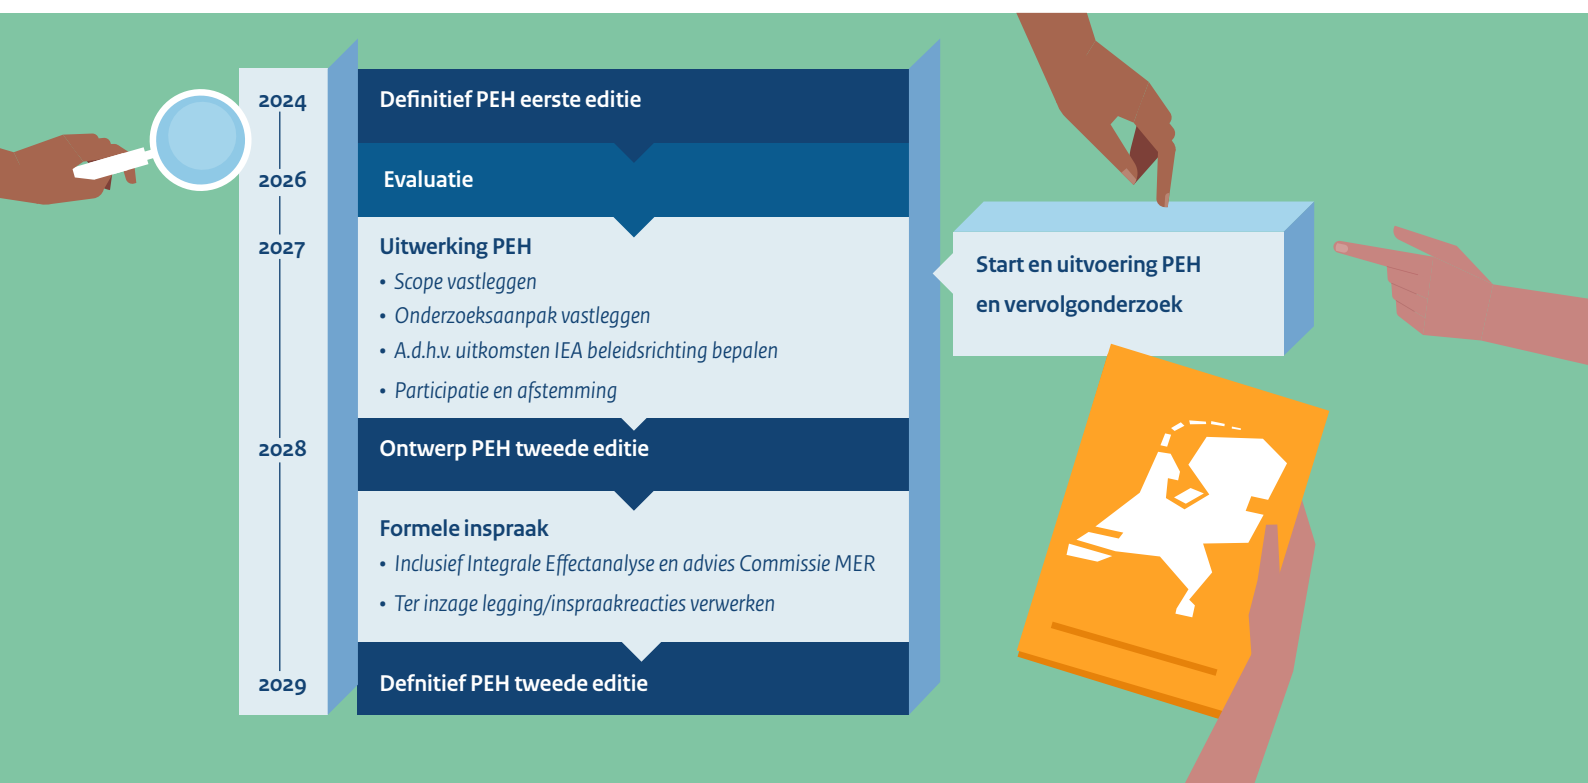 2024
Definitief PEH eerste editie
2026
Evaluatie
2027
Uitwerking PEH
• Scope vastleggen
• Onderzoeksaanpak vastleggen
• A.d.h.v. uitkomsten IEA beleidsrichting bepalen
• Participatie en afstemming
Start en uitvoering PEH
en vervolgonderzoek
2028
Ontwerp PEH tweede editie
Formele inspraak
• Inclusief Integrale Effectanalyse en advies Commissie MER
• Ter inzage legging/inspraakreacties verwerken
2029
Defnitief PEH tweede editie